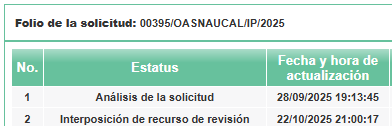 Folio de la solicitud: 00395/OASNAUCAL/IP/2025
No. Estatus Fecha y hora de
actualización
1 Análisis de la solicitud 28/09/2025 19:13:45
2 Interposición de recurso de revisión 22/10/2025 21:00:17